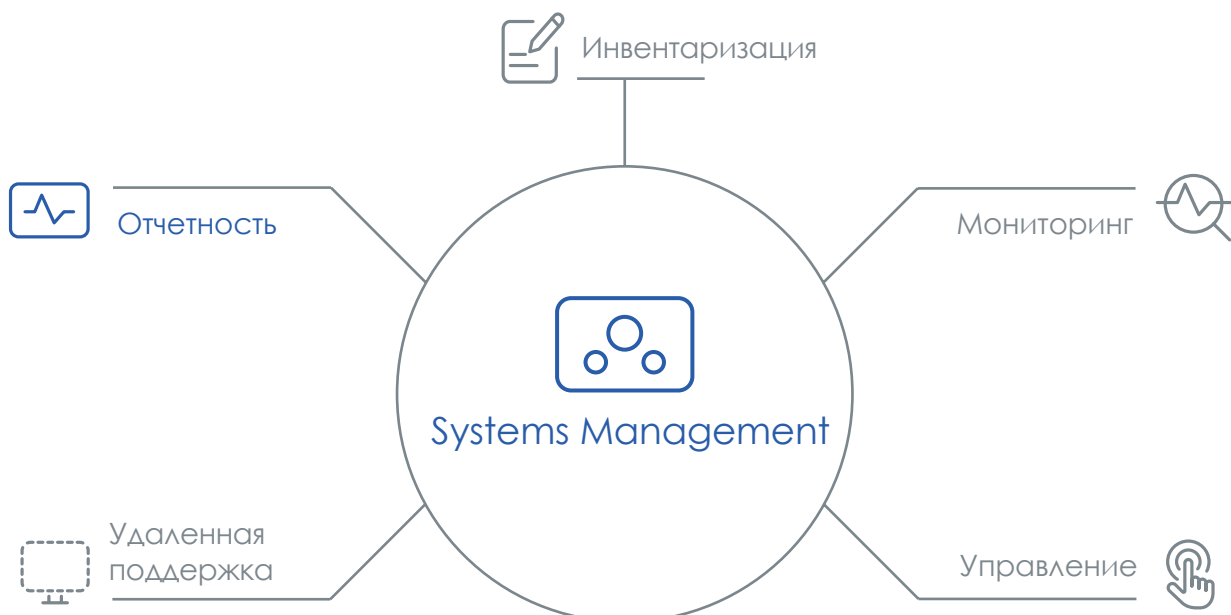 Инвентаризация
Отчетность
Мониторинг
Systems Management
Удаленная
поддержка
Управление